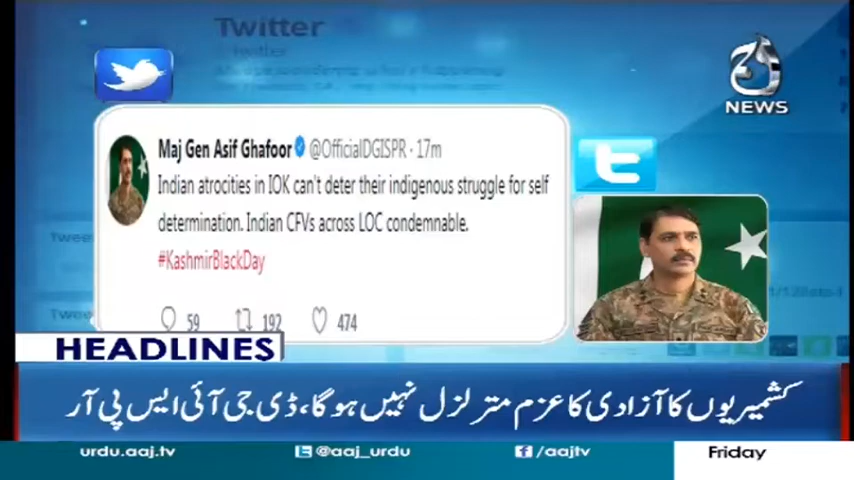 Twitter
Twitter
NEWS
Maj Gen Asif Ghafoor @OfficialDGISPR · 17m
Indian atrocities in IOK can't deter their indigenous struggle for self
determination. Indian CFVs across LOC condemnable.
#KashmirBlackDay
59 192 474
Tweets
HEADLINES
کشمیریوں کا آزادی کا عزم متزلزل نہیں ہوگا، ڈی جی آئی ایس پی آر
urdu.aaj.tv @aaj_urdu /aajtv Friday